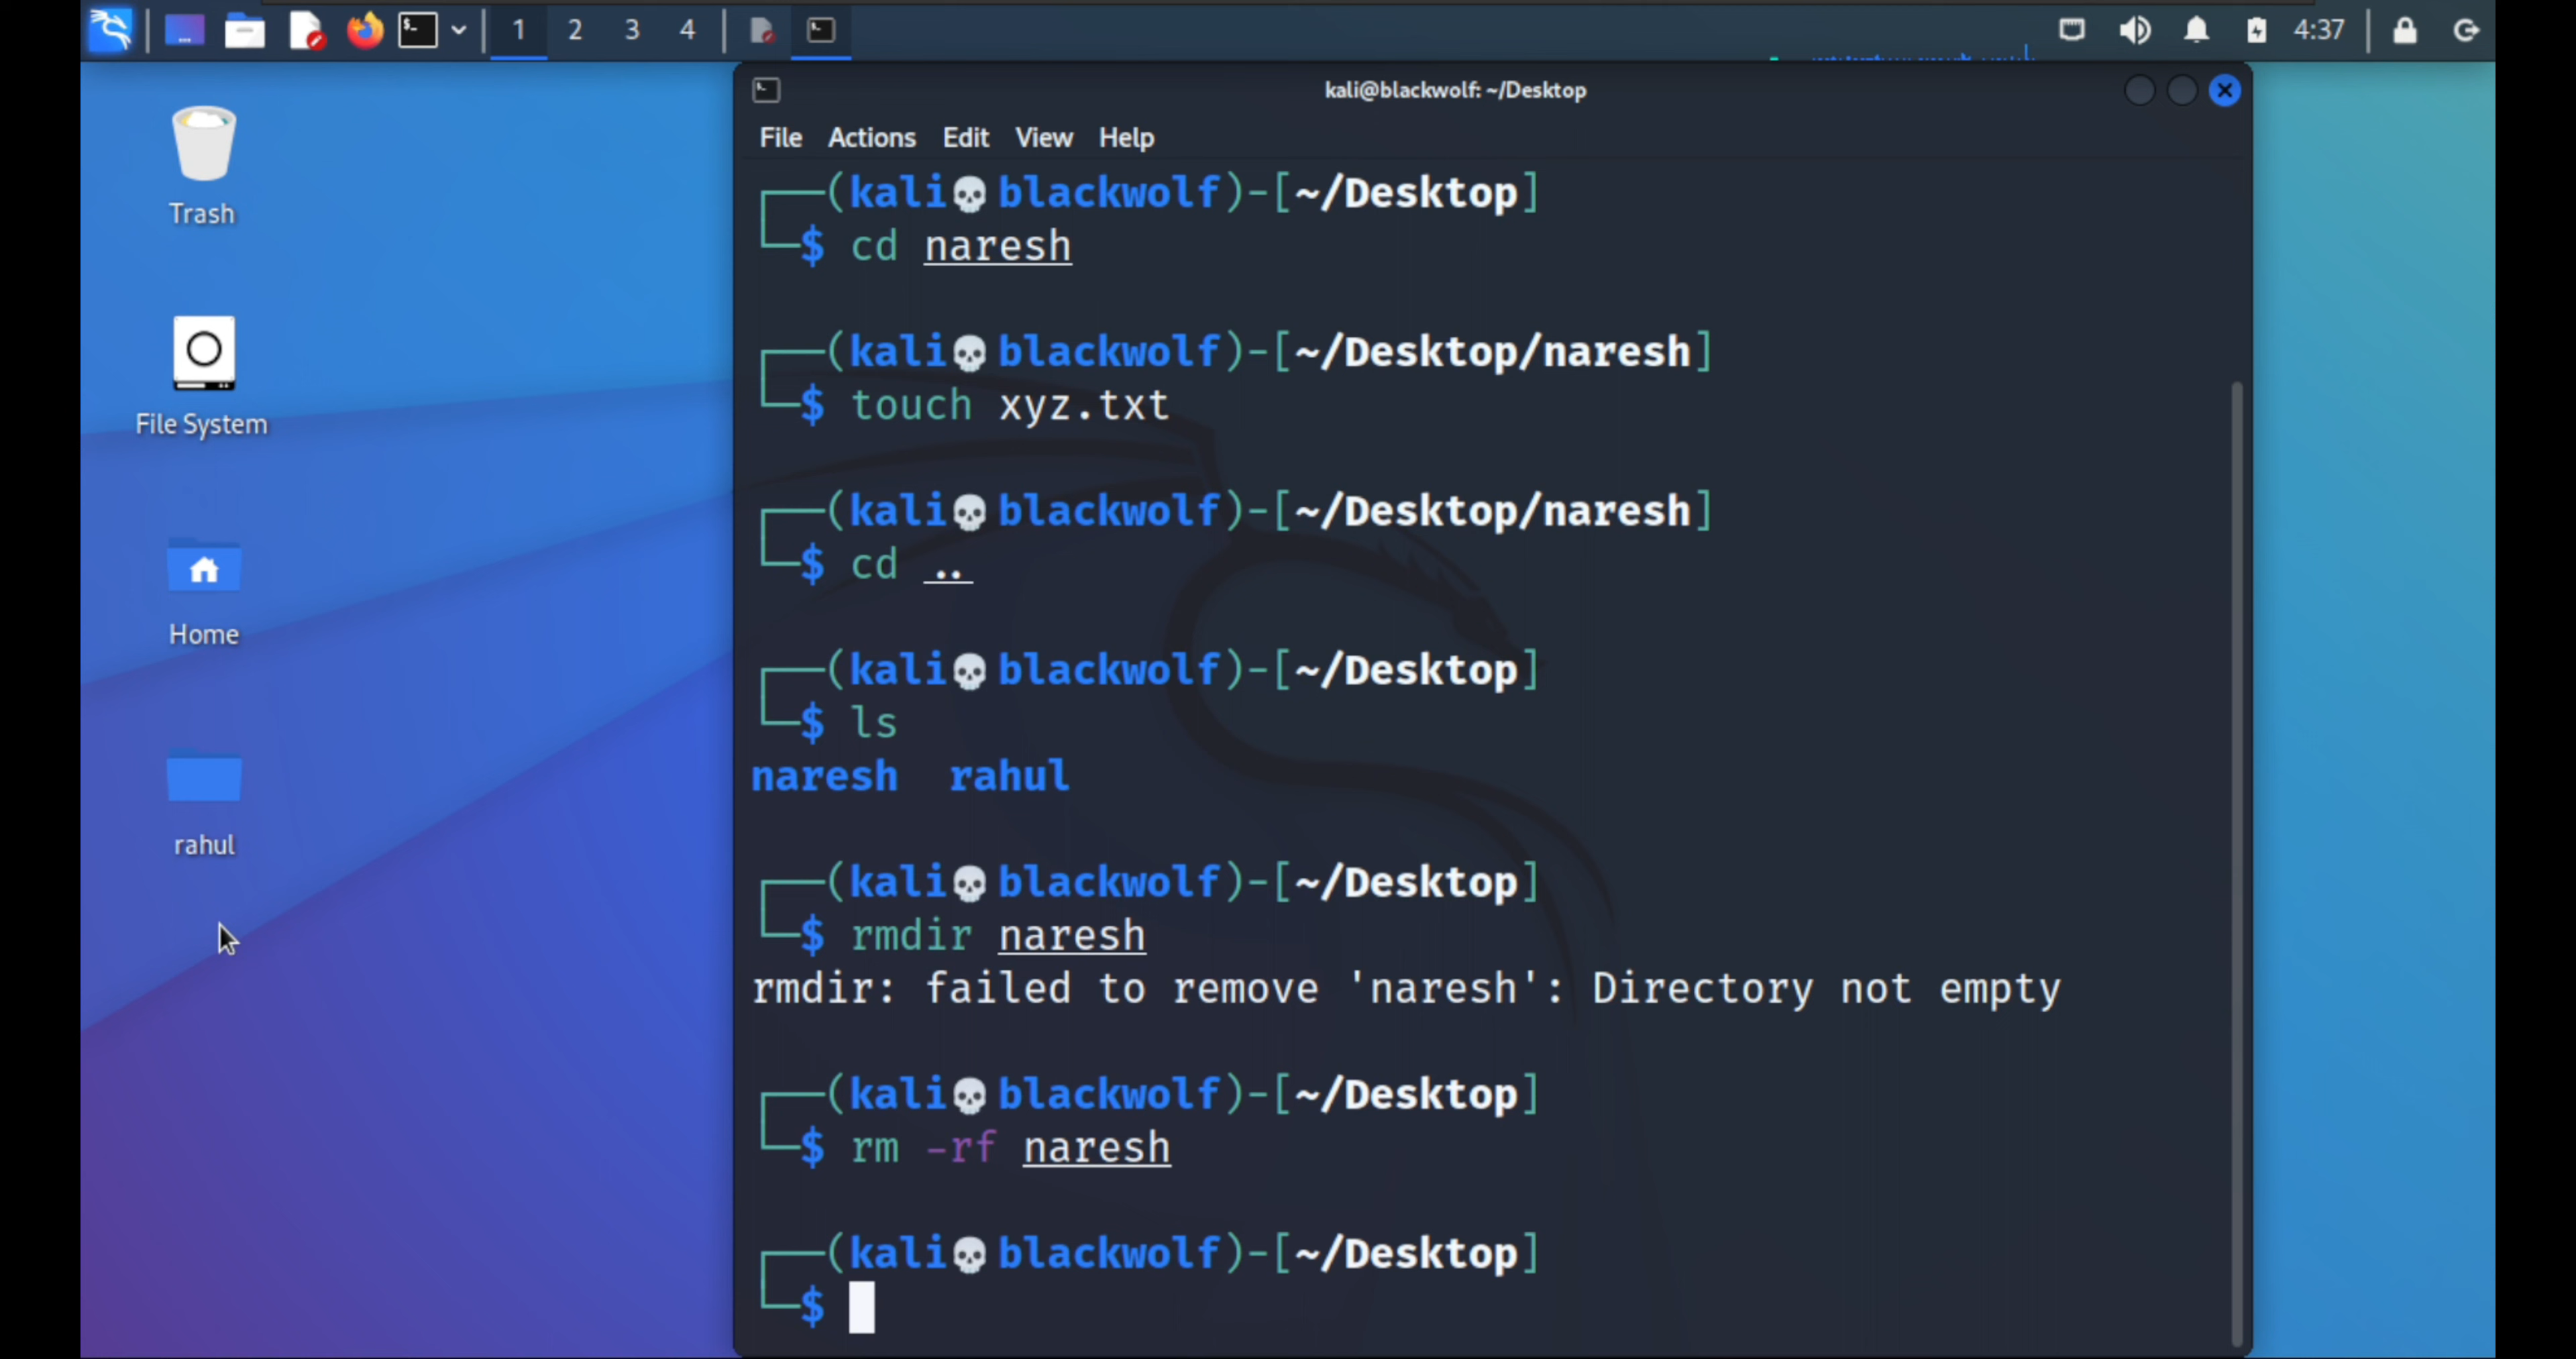 1 2 3 4
4:37
kali@blackwolf: ~/Desktop
File Actions Edit View Help
Trash
File System
Home
rahul
┌──(kali💀blackwolf)-[~/Desktop]
└─$ cd naresh
┌──(kali💀blackwolf)-[~/Desktop/naresh]
└─$ touch xyz.txt
┌──(kali💀blackwolf)-[~/Desktop/naresh]
└─$ cd ..
┌──(kali💀blackwolf)-[~/Desktop]
└─$ ls
naresh  rahul
┌──(kali💀blackwolf)-[~/Desktop]
└─$ rmdir naresh
rmdir: failed to remove 'naresh': Directory not empty
┌──(kali💀blackwolf)-[~/Desktop]
└─$ rm -rf naresh
┌──(kali💀blackwolf)-[~/Desktop]
└─$